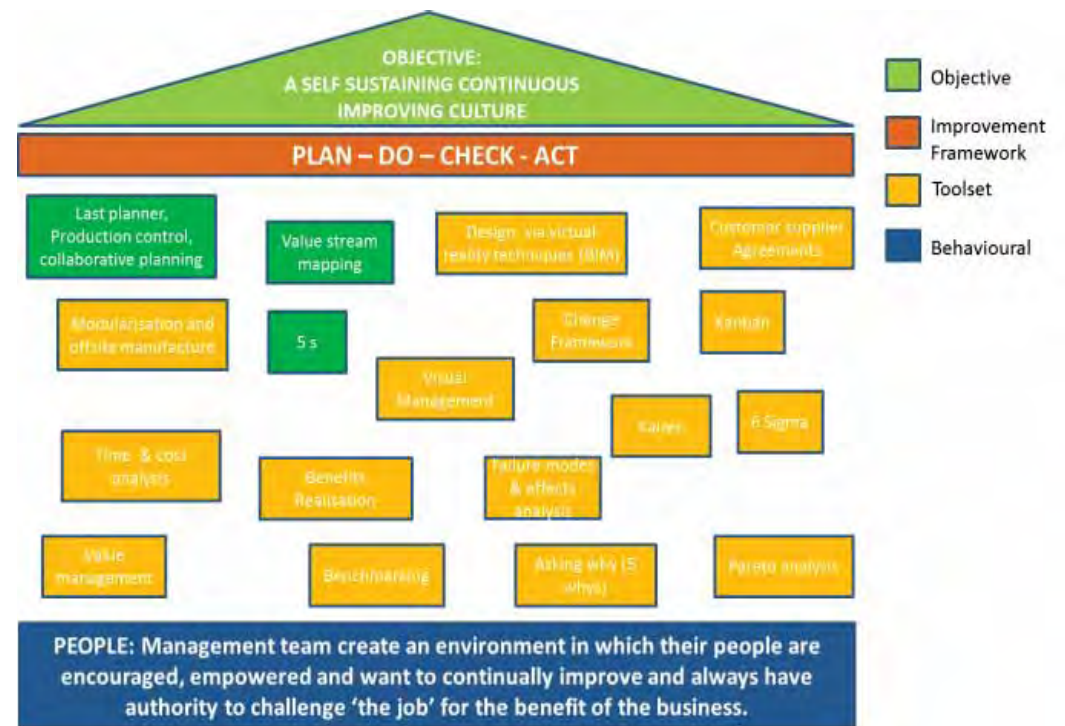 OBJECTIVE:
A SELF SUSTAINING CONTINUOUS
IMPROVING CULTURE
PLAN – DO – CHECK - ACT
Objective
Improvement
Framework
Toolset
Behavioural
Last planner,
Production control,
collaborative planning
Value stream
mapping
Design via virtual
reality techniques (BIM)
Customer supplier
Agreements
Modularisation and
offsite manufacture
5 s
Change
Framework
Kanban
Visual
Management
Kaizen
6 Sigma
Time & cost
analysis
Benefits
Realisation
Failure modes
& effects
analysis
Value
management
Benchmarking
Asking why (5
whys)
Pareto analysis
PEOPLE: Management team create an environment in which their people are
encouraged, empowered and want to continually improve and always have
authority to challenge ‘the job’ for the benefit of the business.